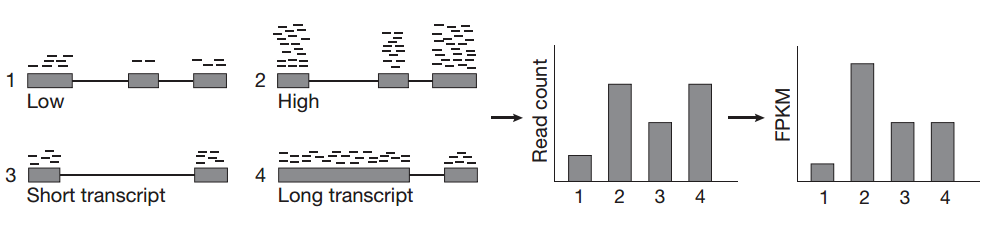 1
Low
2
High
3
Short transcript
4
Long transcript
Read count
1 2 3 4
FPKM
1 2 3 4